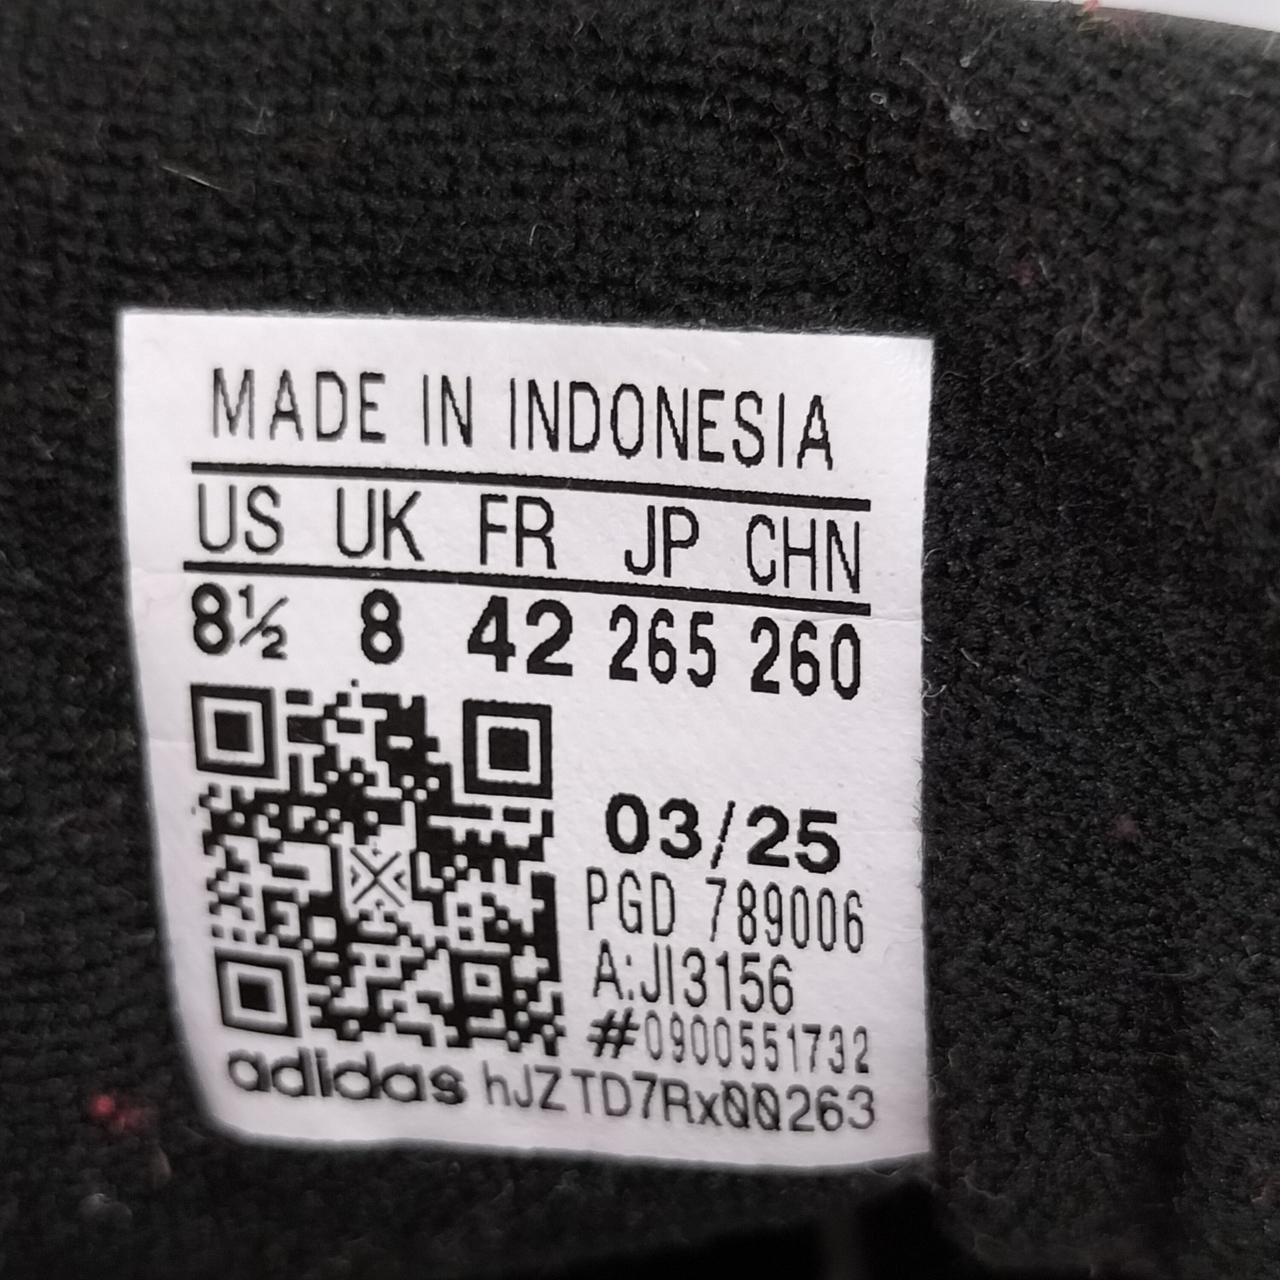 MADE IN INDONESIA
US UK FR JP CHN
8½ 8 42 265 260
03/25
PGD 789006
A:JI3156
#0900551732
adidas hJZTD7Rx00263